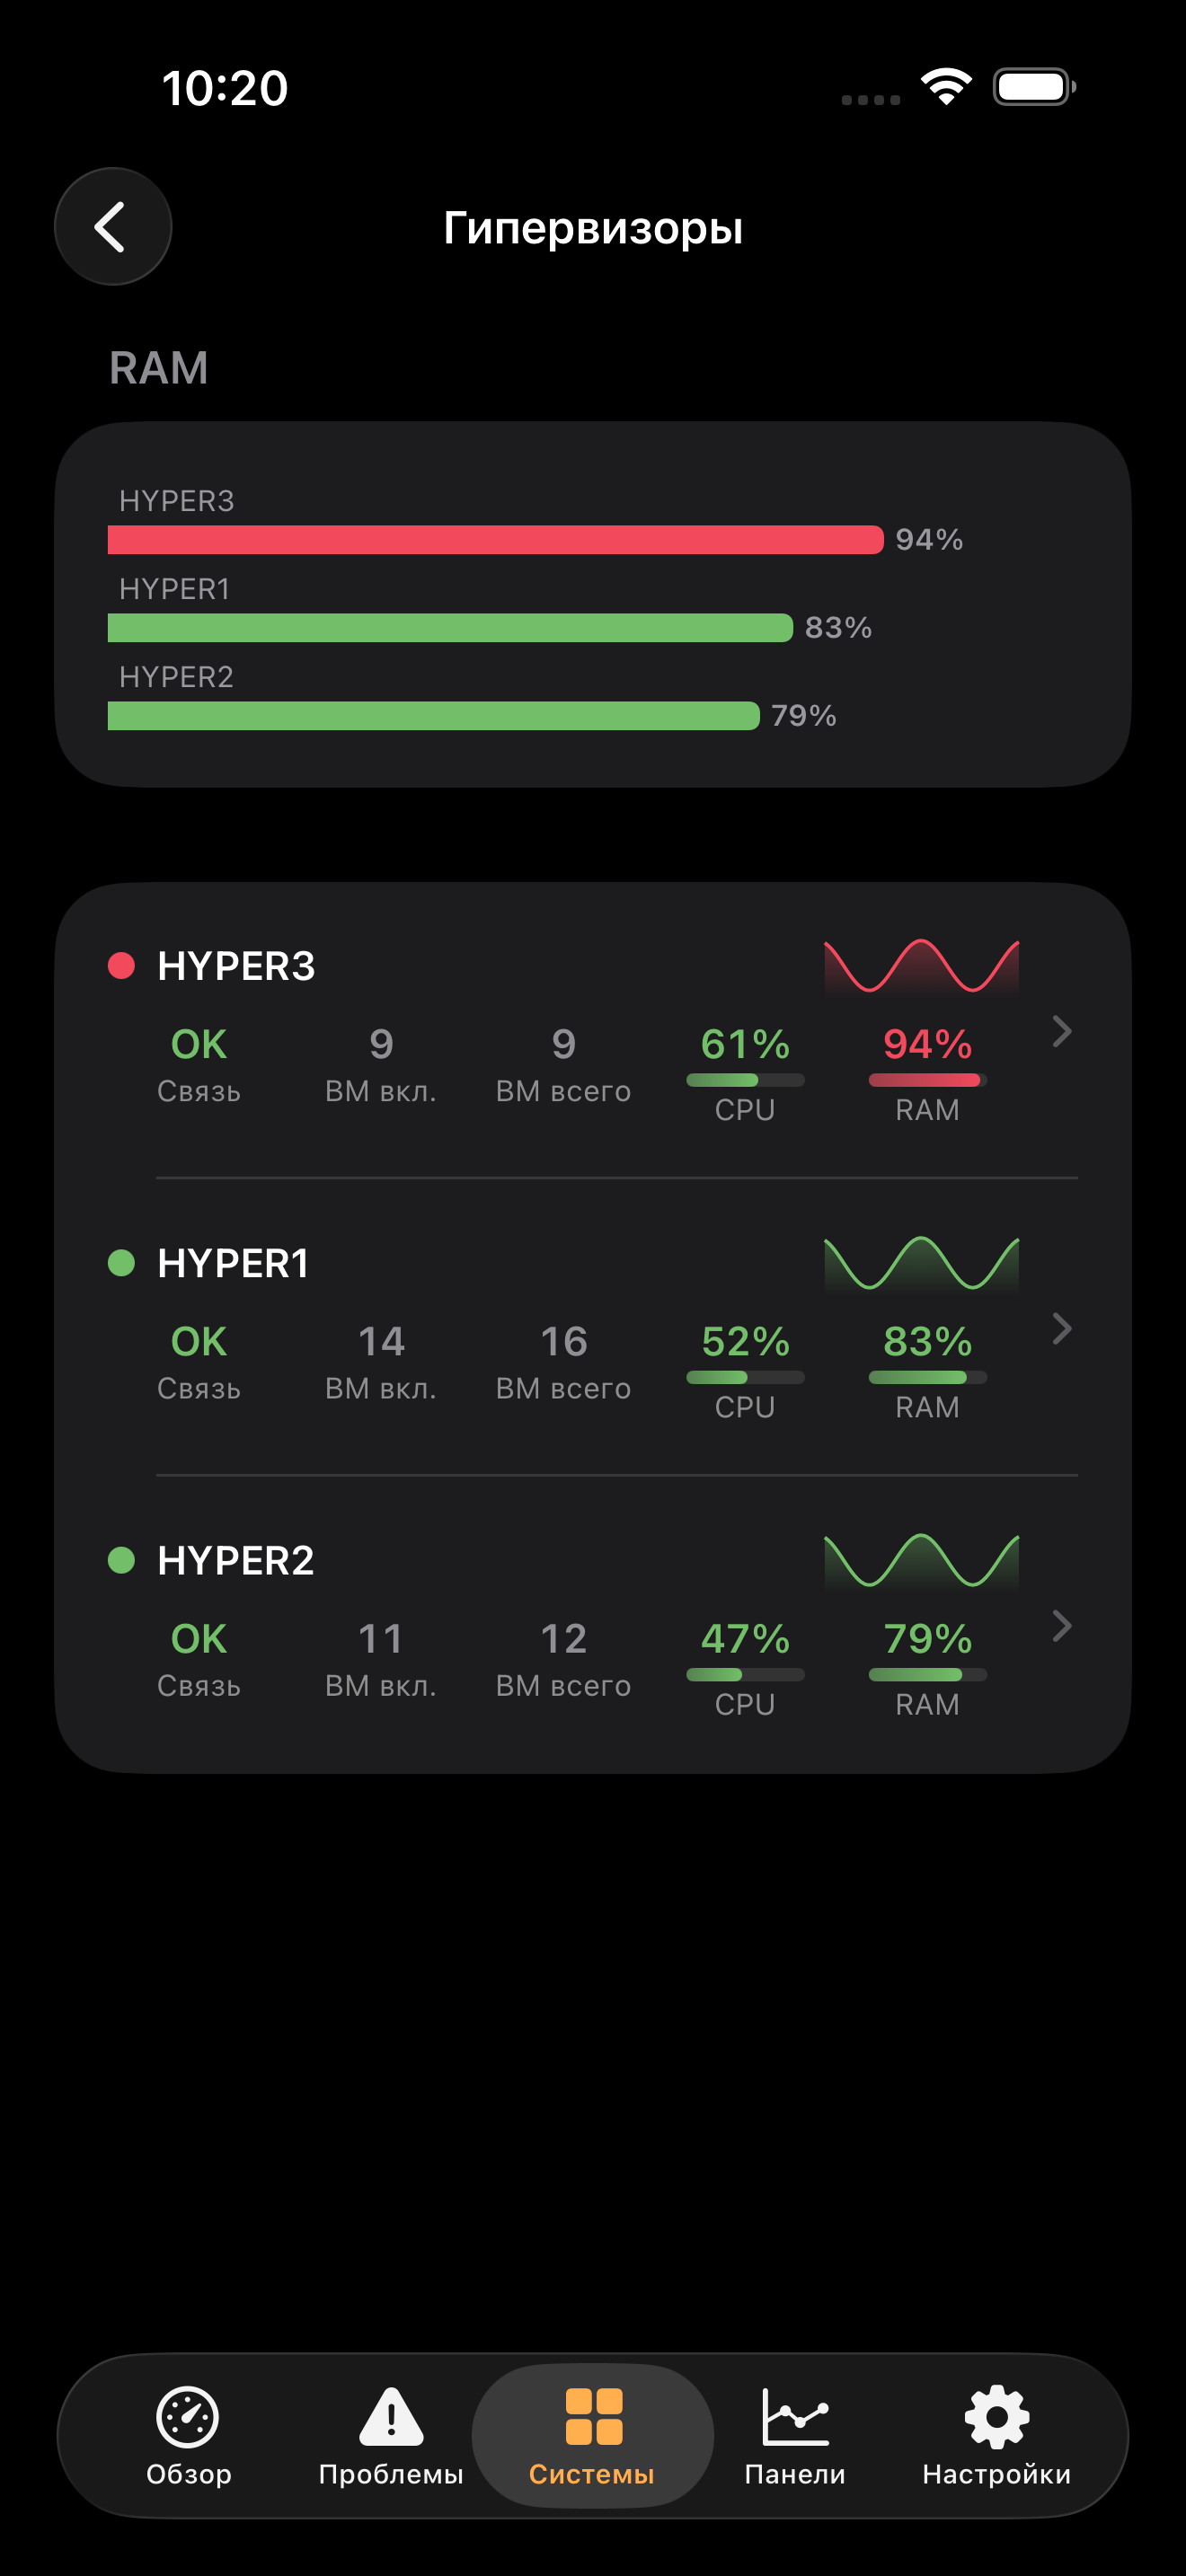 10:20
Гипервизоры
RAM
HYPER3
94%
HYPER1
83%
HYPER2
79%
HYPER3
OK 9 9 61% 94%
Связь ВМ вкл. ВМ всего CPU RAM
HYPER1
OK 14 16 52% 83%
Связь ВМ вкл. ВМ всего CPU RAM
HYPER2
OK 11 12 47% 79%
Связь ВМ вкл. ВМ всего CPU RAM
Обзор Проблемы Системы Панели Настройки